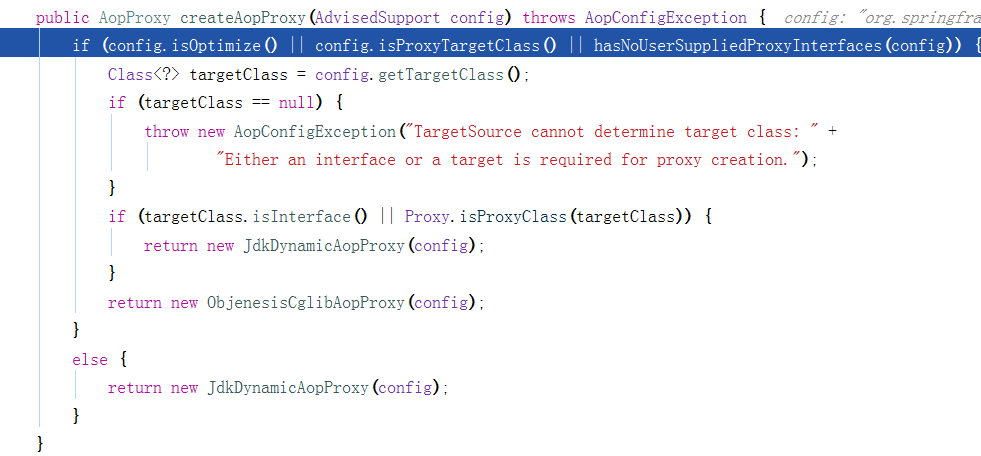 public AopProxy createAopProxy(AdvisedSupport config) throws AopConfigException {  config: "org.springfra
if (config.isOptimize() || config.isProxyTargetClass() || hasNoUserSuppliedProxyInterfaces(config)) {
Class<?> targetClass = config.getTargetClass();
if (targetClass == null) {
throw new AopConfigException("TargetSource cannot determine target class: " +
"Either an interface or a target is required for proxy creation.");
}
if (targetClass.isInterface() || Proxy.isProxyClass(targetClass)) {
return new JdkDynamicAopProxy(config);
}
return new ObjenesisCglibAopProxy(config);
}
else {
return new JdkDynamicAopProxy(config);
}
}